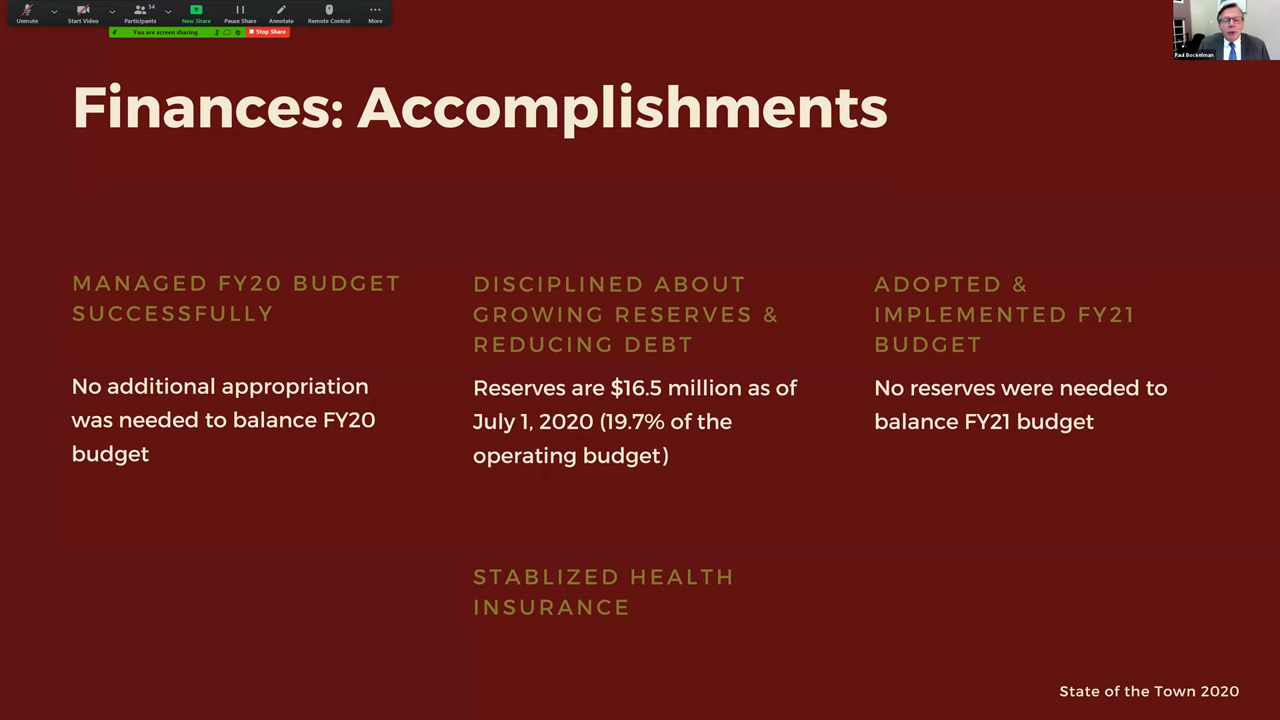 Unmute
Start Video
54
Participants
New Share
Pause Share
Annotate
Remote Control
More
You are screen sharing
Stop Share
Paul Bockelman
Finances: Accomplishments
MANAGED FY20 BUDGET
SUCCESSFULLY
No additional appropriation
was needed to balance FY20
budget
DISCIPLINED ABOUT
GROWING RESERVES &
REDUCING DEBT
Reserves are $16.5 million as of
July 1, 2020 (19.7% of the
operating budget)
ADOPTED &
IMPLEMENTED FY21
BUDGET
No reserves were needed to
balance FY21 budget
STABLIZED HEALTH
INSURANCE
State of the Town 2020